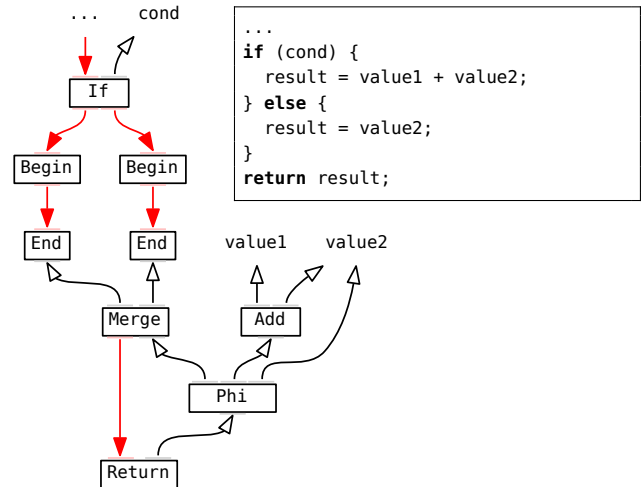 ... cond
If
Begin Begin
End End value1 value2
Merge Add
Phi
Return
...
if (cond) {
  result = value1 + value2;
} else {
  result = value2;
}
return result;